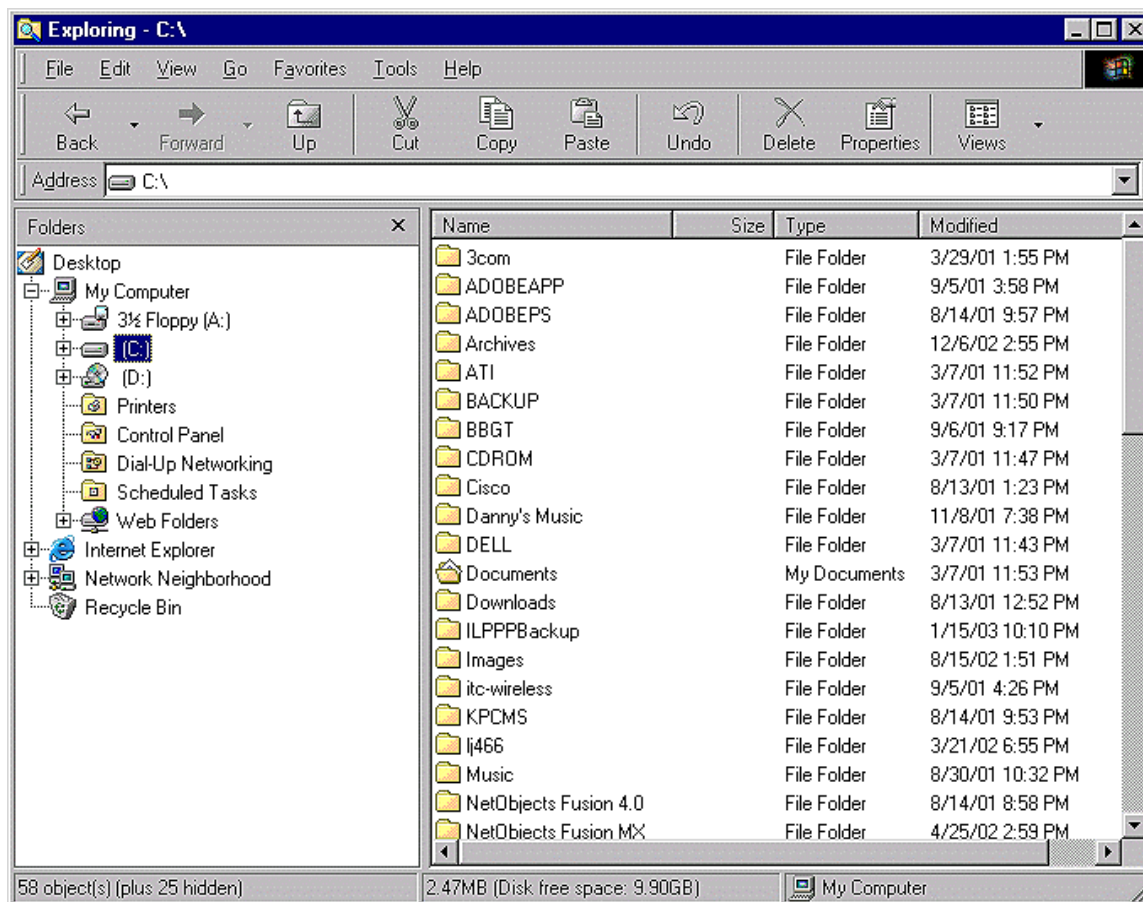 Exploring - C:\
File Edit View Go Favorites Tools Help
Back Forward Up Cut Copy Paste Undo Delete Properties Views
Address C:\
Folders
Desktop
My Computer
3½ Floppy (A:)
(C:)
(D:)
Printers
Control Panel
Dial-Up Networking
Scheduled Tasks
Web Folders
Internet Explorer
Network Neighborhood
Recycle Bin
Name Size Type Modified
3com File Folder 3/29/01 1:55 PM
ADOBEAPP File Folder 9/5/01 3:58 PM
ADOBEPS File Folder 8/14/01 9:57 PM
Archives File Folder 12/6/02 2:55 PM
ATI File Folder 3/7/01 11:52 PM
BACKUP File Folder 3/7/01 11:50 PM
BBGT File Folder 9/6/01 9:17 PM
CDROM File Folder 3/7/01 11:47 PM
Cisco File Folder 8/13/01 1:23 PM
Danny's Music File Folder 11/8/01 7:38 PM
DELL File Folder 3/7/01 11:43 PM
Documents My Documents 3/7/01 11:53 PM
Downloads File Folder 8/13/01 12:52 PM
ILPPPBackup File Folder 1/15/03 10:10 PM
Images File Folder 8/15/02 1:51 PM
itc-wireless File Folder 9/5/01 4:26 PM
KPCMS File Folder 8/14/01 9:53 PM
lj466 File Folder 3/21/02 6:55 PM
Music File Folder 8/30/01 10:32 PM
NetObjects Fusion 4.0 File Folder 8/14/01 8:58 PM
NetObjects Fusion MX File Folder 4/25/02 2:59 PM
58 object(s) (plus 25 hidden) 2.47MB (Disk free space: 9.90GB) My Computer